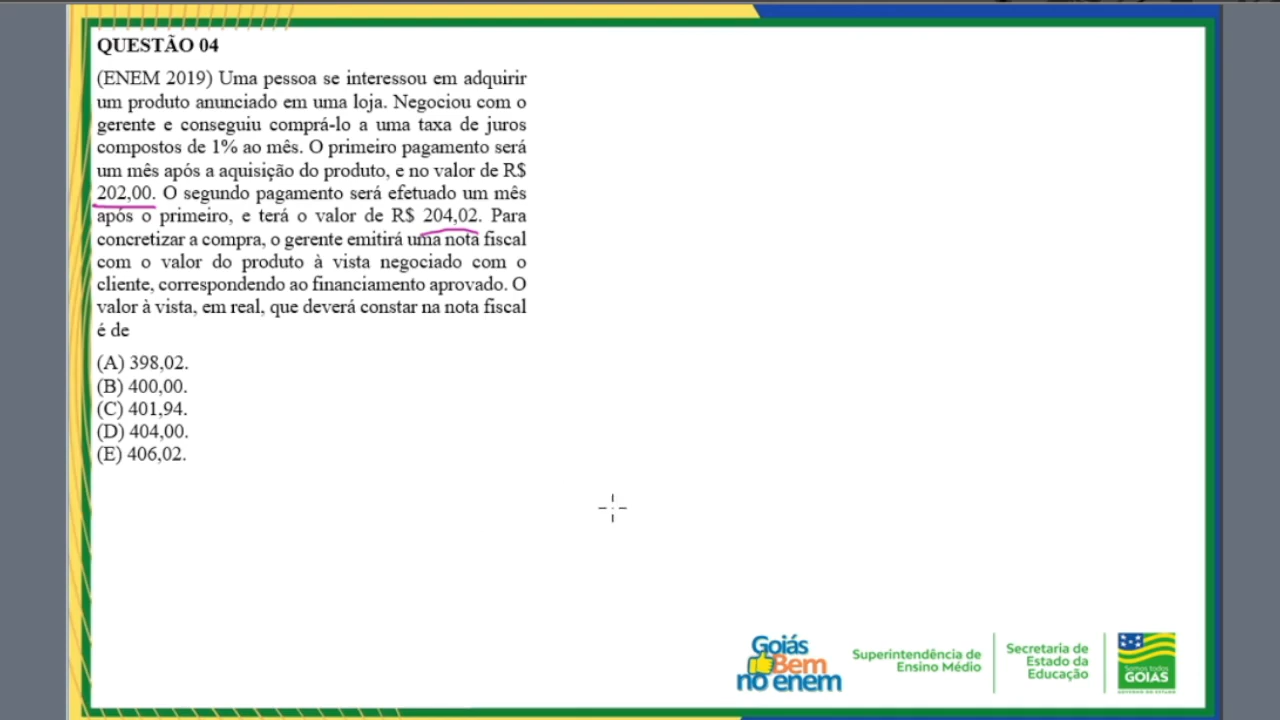 QUESTÃO 04
(ENEM 2019) Uma pessoa se interessou em adquirir
um produto anunciado em uma loja. Negociou com o
gerente e conseguiu comprá-lo a uma taxa de juros
compostos de 1% ao mês. O primeiro pagamento será
um mês após a aquisição do produto, e no valor de R$
202,00. O segundo pagamento será efetuado um mês
após o primeiro, e terá o valor de R$ 204,02. Para
concretizar a compra, o gerente emitirá uma nota fiscal
com o valor do produto à vista negociado com o
cliente, correspondendo ao financiamento aprovado. O
valor à vista, em real, que deverá constar na nota fiscal
é de
(A) 398,02.
(B) 400,00.
(C) 401,94.
(D) 404,00.
(E) 406,02.
Goiás
Bem
no enem
Superintendência de
Ensino Médio
Secretaria de
Estado da
Educação
Somos todos
GOIÁS
GOVERNO DO ESTADO